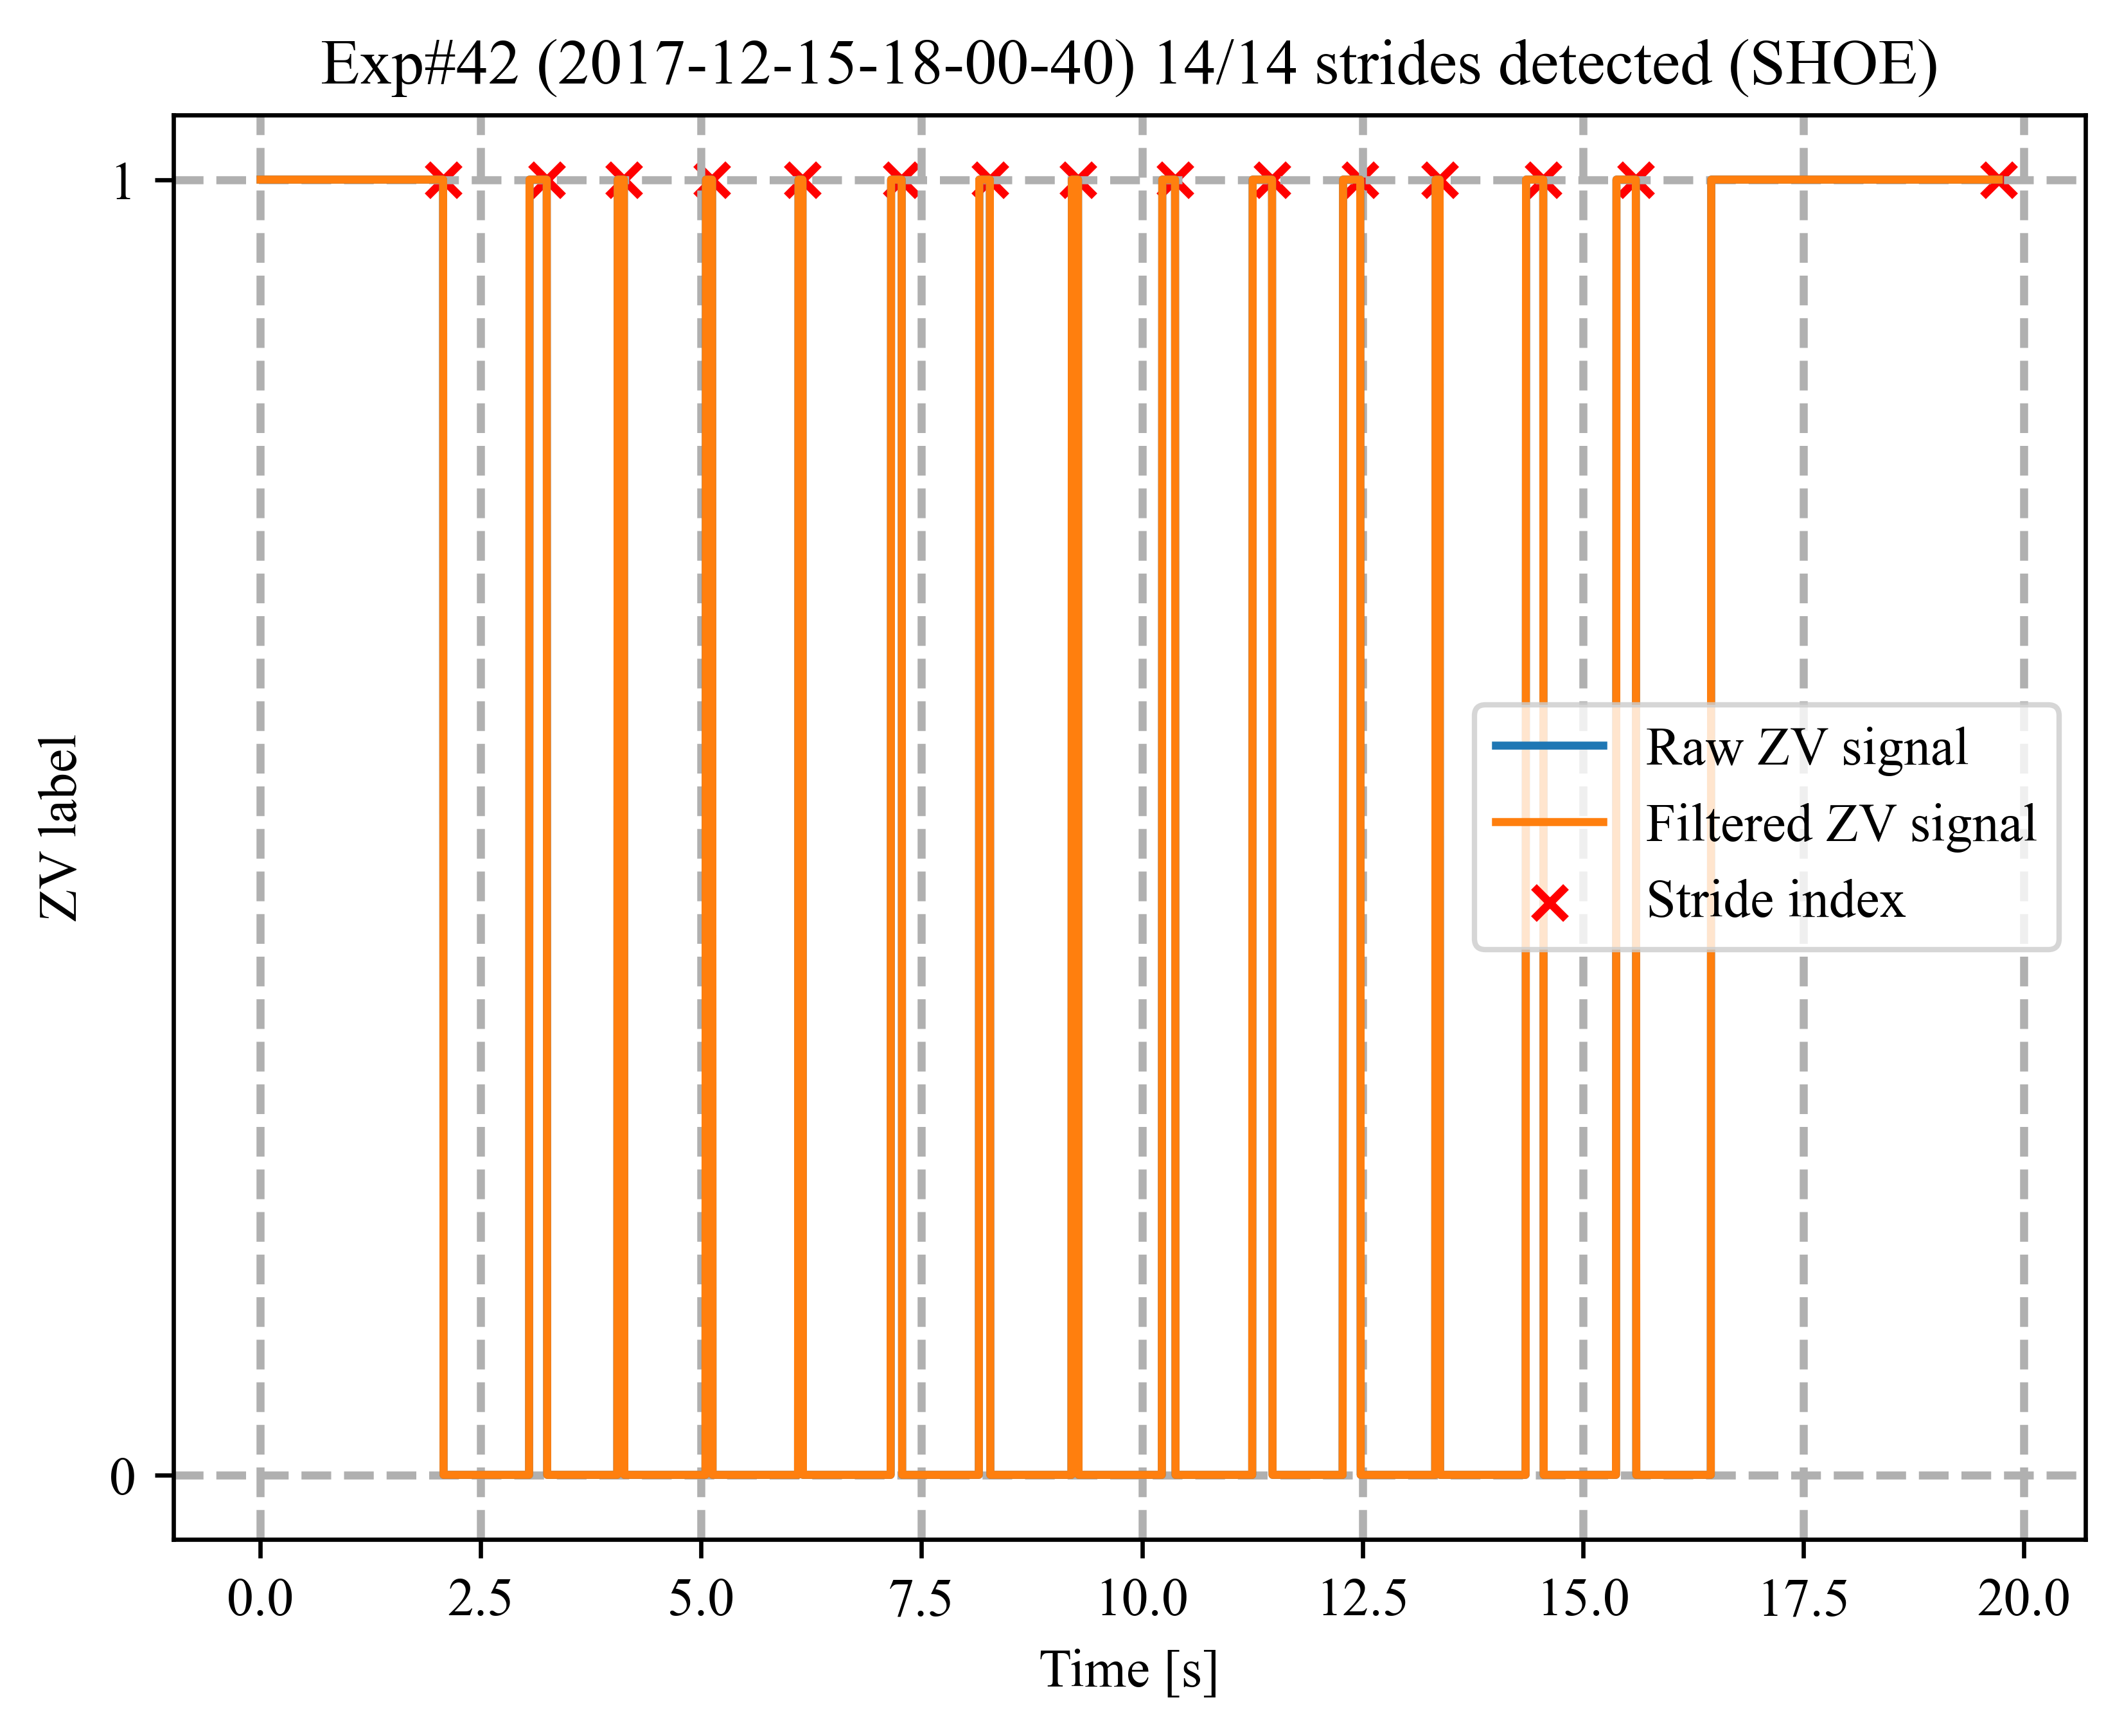 Exp#42 (2017-12-15-18-00-40) 14/14 strides detected (SHOE)
1
ZV label
Raw ZV signal
Filtered ZV signal
Stride index
0
0.0 2.5 5.0 7.5 10.0 12.5 15.0 17.5 20.0
Time [s]